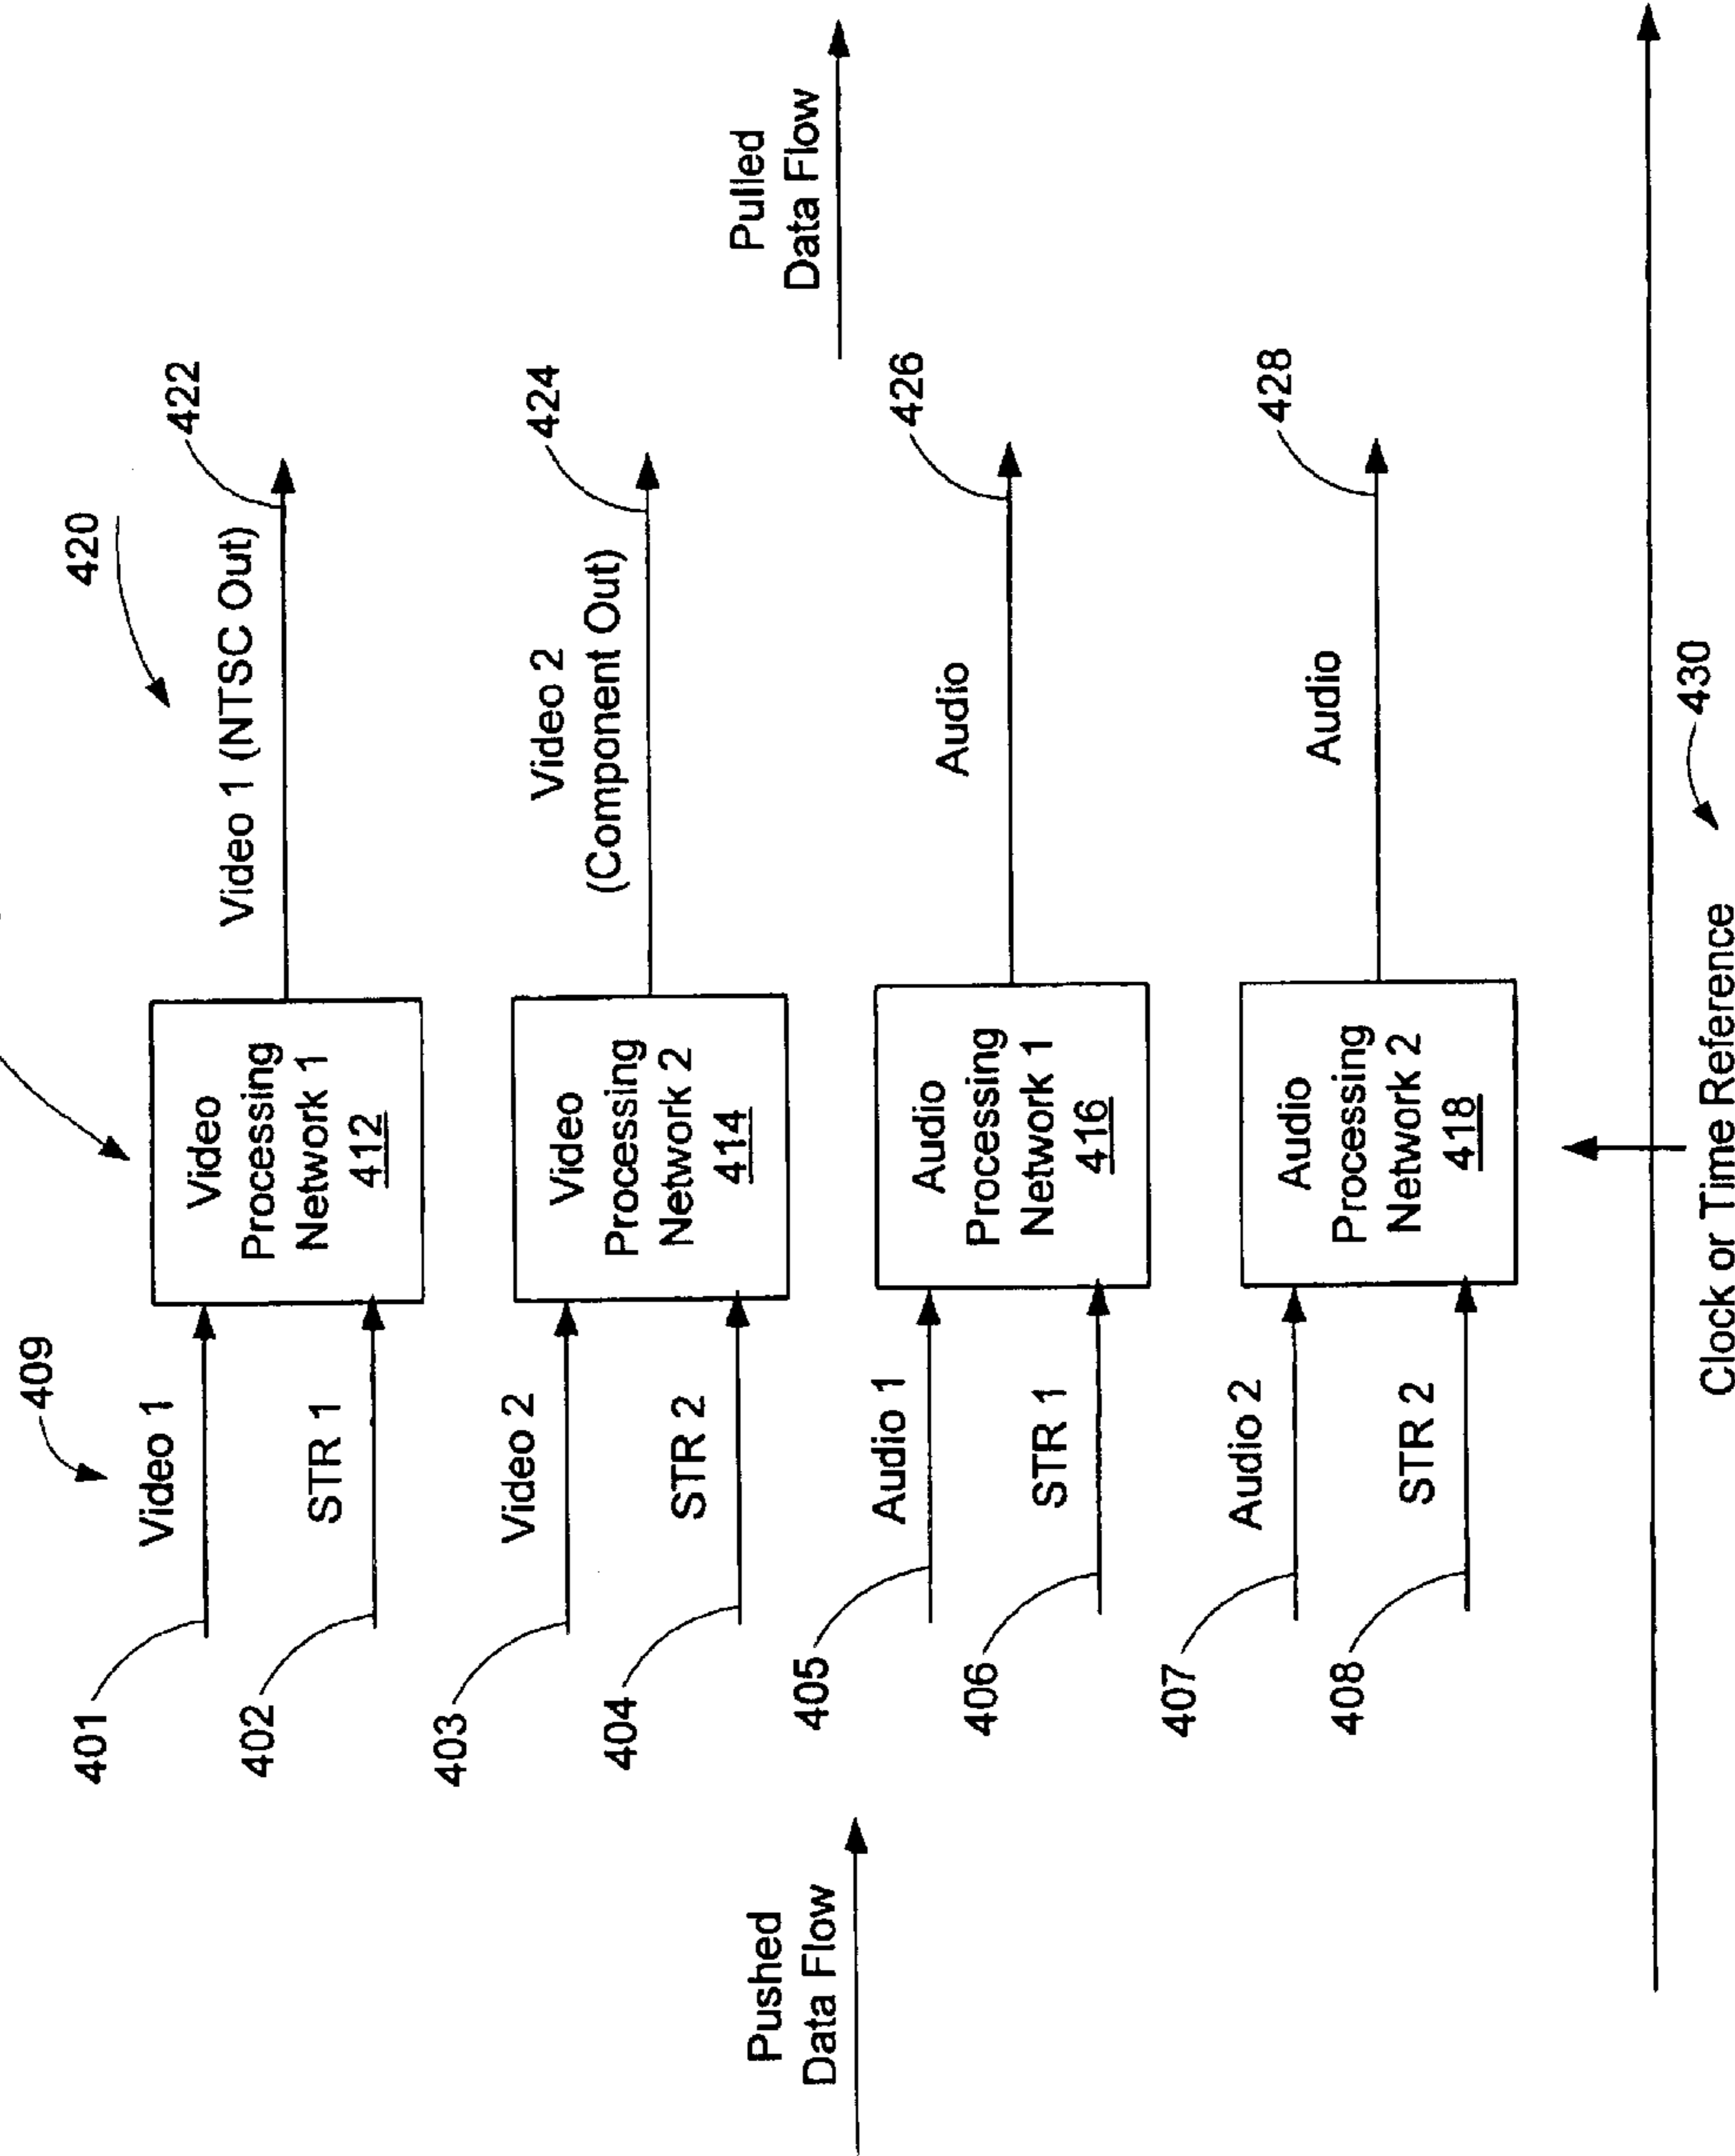 409
420
401
Video 1
402
STR 1
Video
Processing
Network 1
412
Video 1 (NTSC Out)
422
403
Video 2
404
STR 2
Video
Processing
Network 2
414
Video 2
(Component Out)
424
Pushed
Data Flow
Pulled
Data Flow
405
Audio 1
406
STR 1
Audio
Processing
Network 1
416
Audio
426
407
Audio 2
408
STR 2
Audio
Processing
Network 2
418
Audio
428
Clock or Time Reference
430